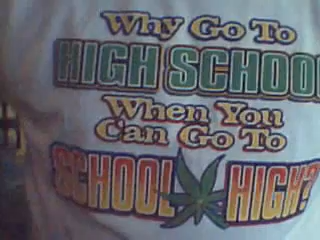 Why Go To
HIGH SCHOOL
When You
Can Go To
SCHOOL HIGH?